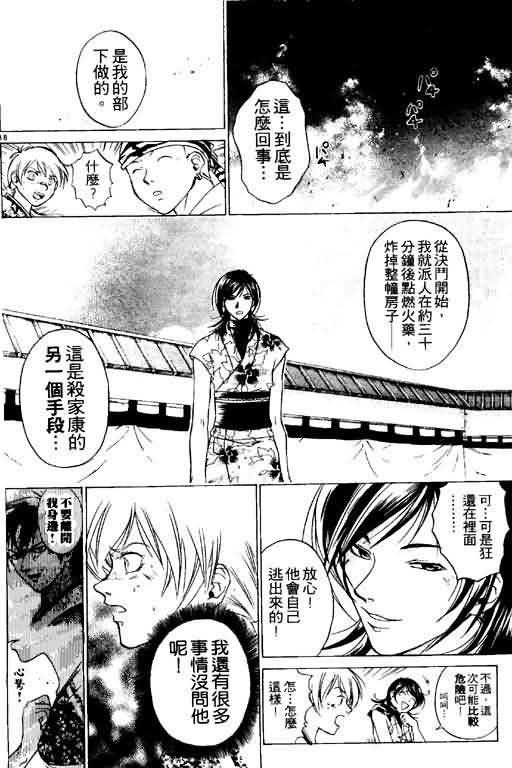 這…到底是
怎麼回事…
是我的部
下做的。
什麼？
從決鬥開始，
我就派人在約三十
分鐘後點燃火藥，
炸掉整幢房子——
這是殺家康的
另一個手段…
可…可是狂
還在裡面
………
放心！
他會自己
逃出來的！
不過，這
次可能比較
危險吧！
呵呵…
怎…怎麼
這樣！
我還有很多
事情沒問他
呢！
不要離開
我身邊！